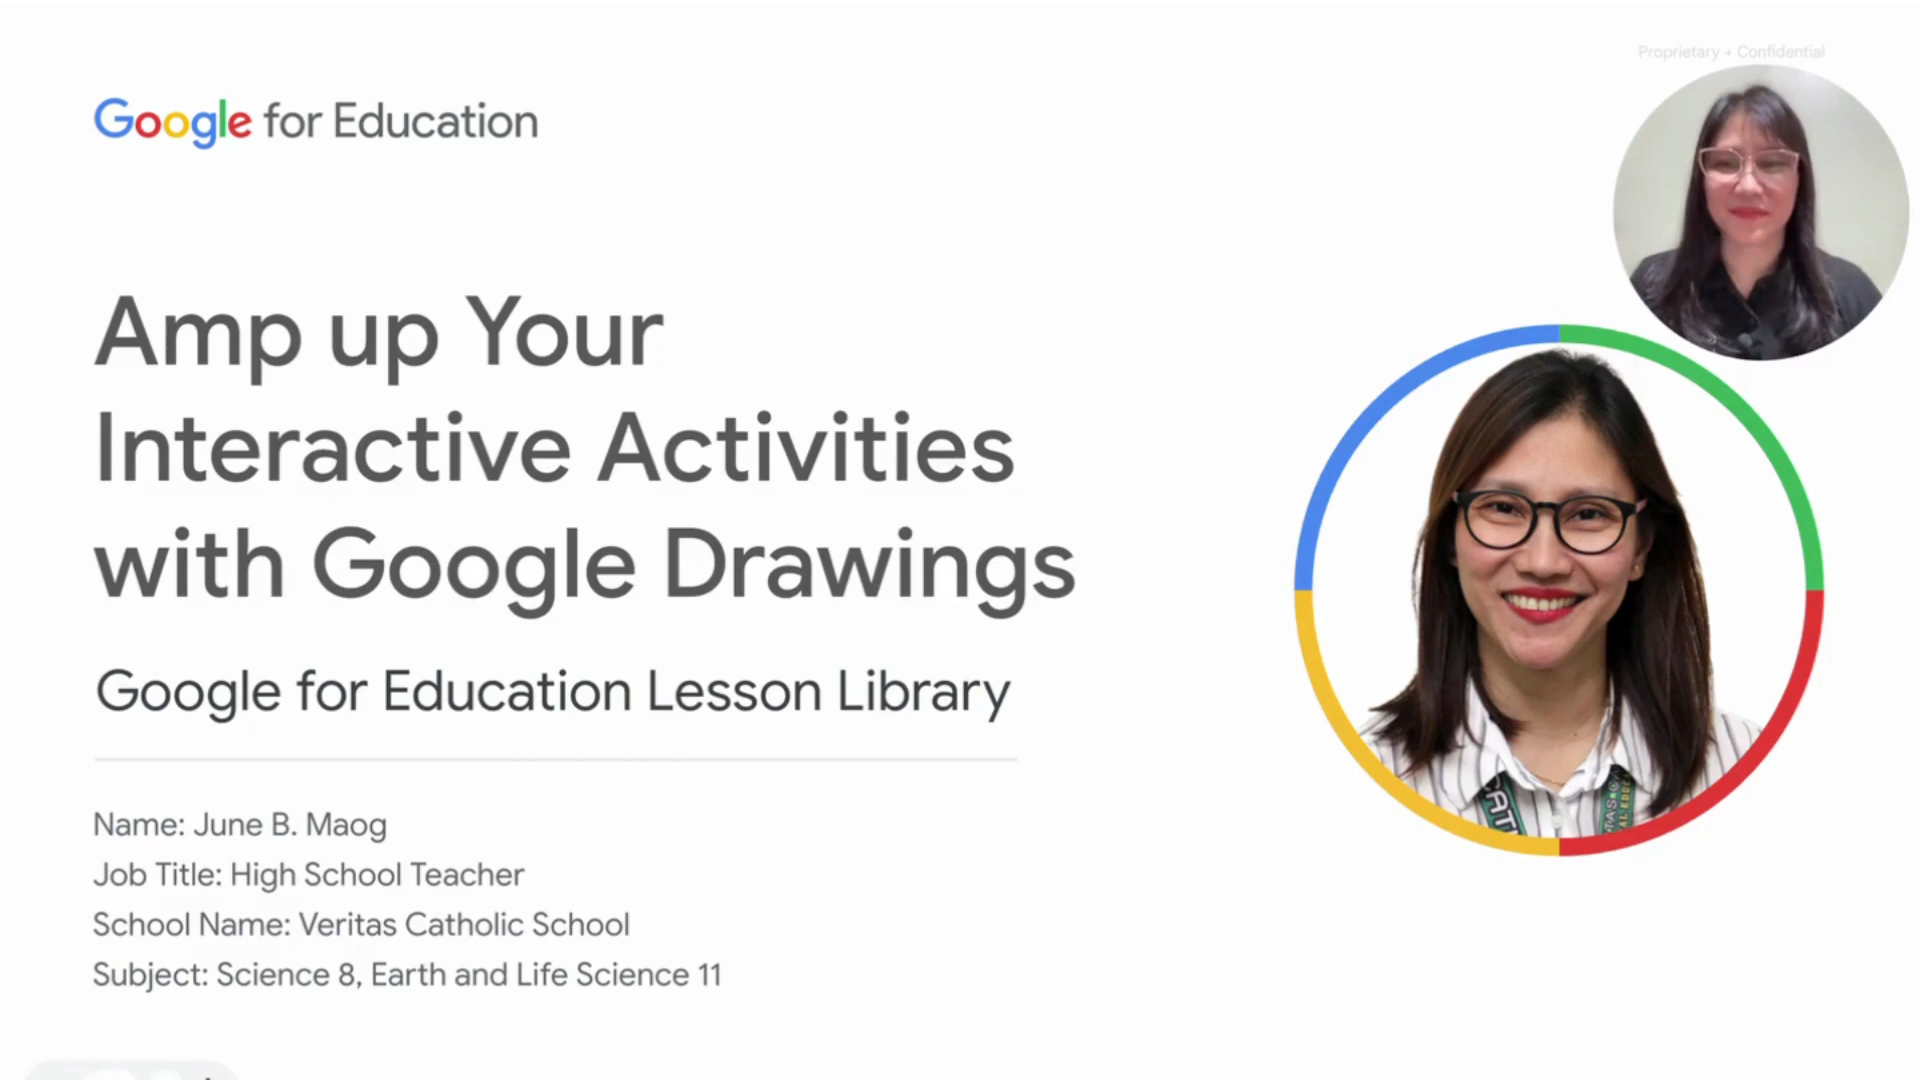 Proprietary + Confidential
Google for Education
Amp up Your
Interactive Activities
with Google Drawings
Google for Education Lesson Library
Name: June B. Maog
Job Title: High School Teacher
School Name: Veritas Catholic School
Subject: Science 8, Earth and Life Science 11